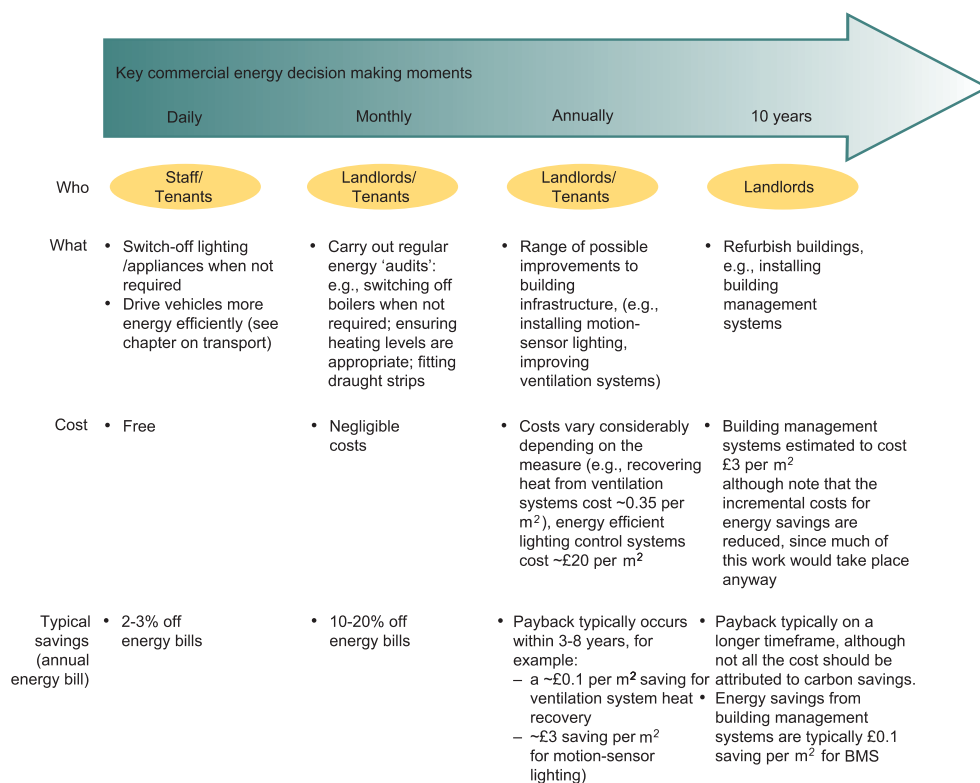 Key commercial energy decision making moments
Daily
Monthly
Annually
10 years
Who
Staff/
Tenants
Landlords/
Tenants
Landlords/
Tenants
Landlords
What
• Switch-off lighting
/appliances when not
required
• Drive vehicles more
energy efficiently (see
chapter on transport)
• Carry out regular
energy ‘audits’:
e.g., switching off
boilers when not
required; ensuring
heating levels are
appropriate; fitting
draught strips
• Range of possible
improvements to
building
infrastructure, (e.g.,
installing motion-
sensor lighting,
improving
ventilation systems)
• Refurbish buildings,
e.g., installing
building
management
systems
Cost
• Free
• Negligible
costs
• Costs vary considerably
depending on the
measure (e.g., recovering
heat from ventilation
systems cost ~0.35 per
m²), energy efficient
lighting control systems
cost ~£20 per m²
• Building management
systems estimated to cost
£3 per m²
although note that the
incremental costs for
energy savings are
reduced, since much of
this work would take place
anyway
Typical
savings
(annual
energy bill)
• 2-3% off
energy bills
• 10-20% off
energy bills
• Payback typically occurs
within 3-8 years, for
example:
– a ~£0.1 per m² saving for
ventilation system heat
recovery
– ~£3 saving per m²
for motion-sensor
lighting)
• Payback typically on a
longer timeframe, although
not all the cost should be
attributed to carbon savings.
• Energy savings from
building management
systems are typically £0.1
saving per m² for BMS